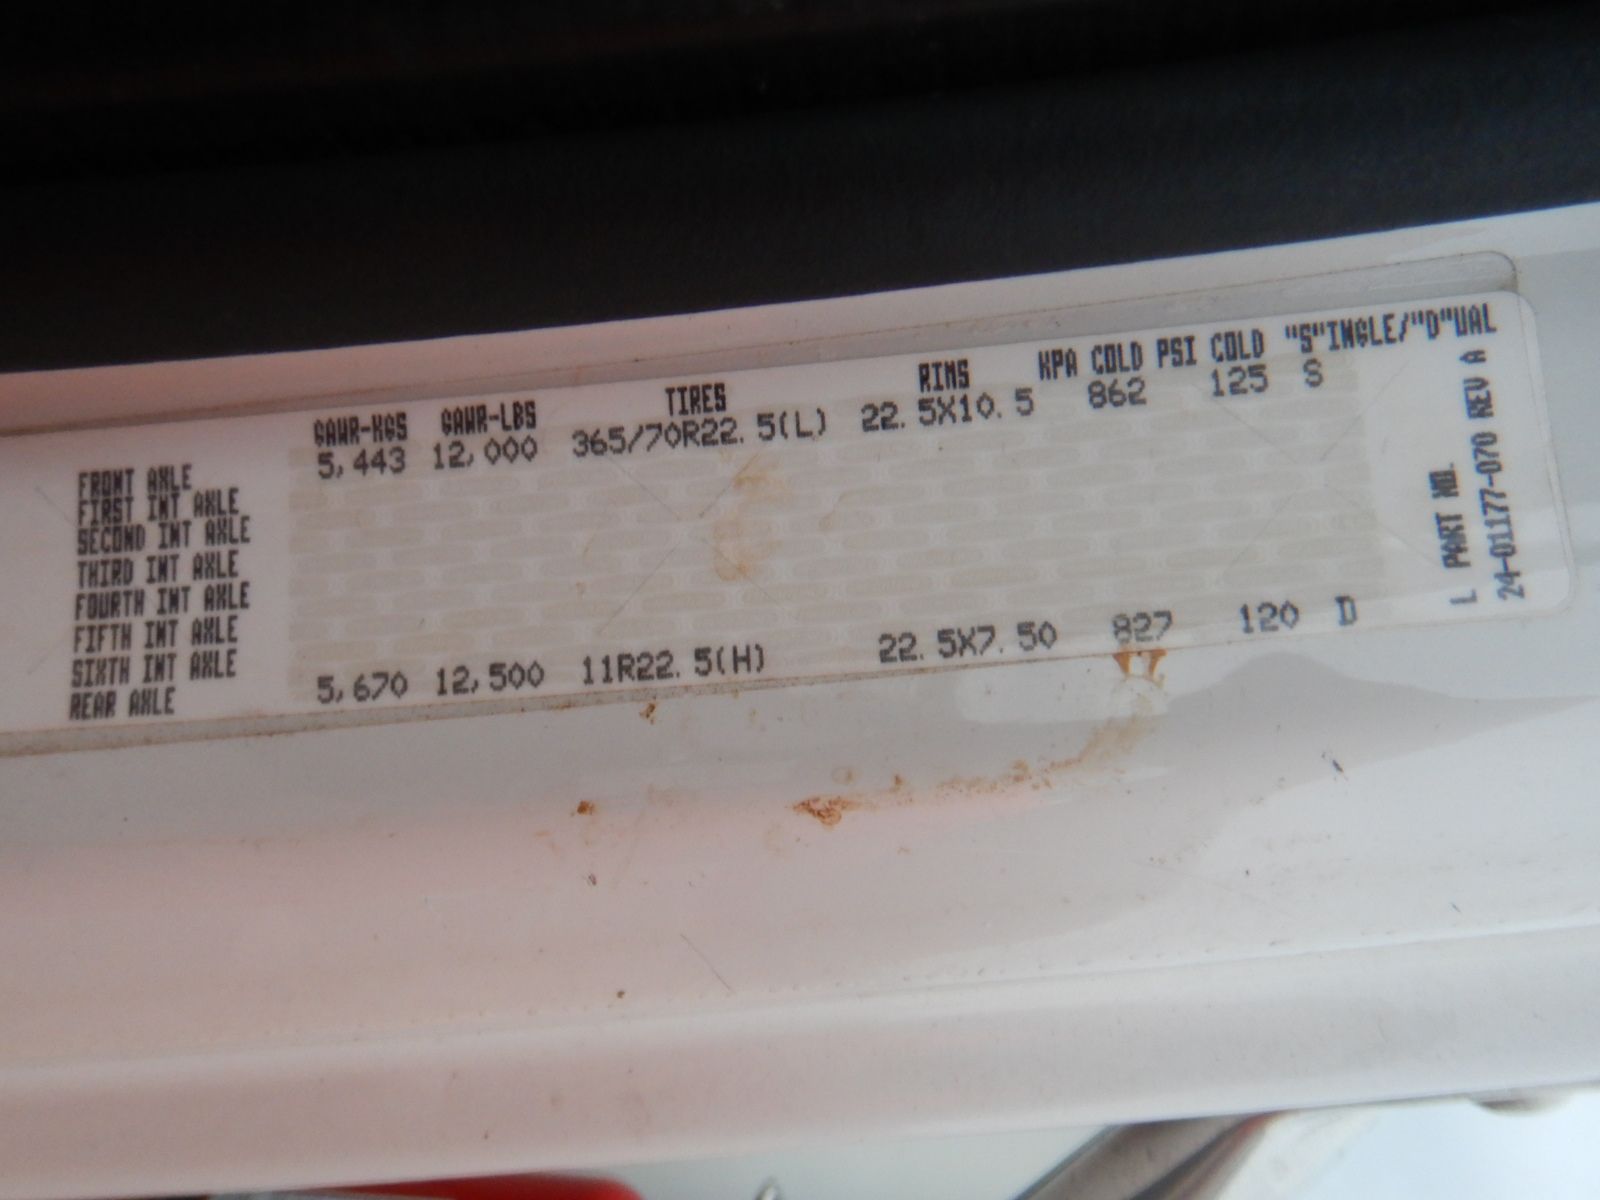 GAWR-KGS GAWR-LBS TIRES RIMS KPA COLD PSI COLD "S"INGLE/"D"UAL
FRONT AXLE 5,443 12,000 365/70R22.5(L) 22.5X10.5 862 125 S
FIRST INT AXLE
SECOND INT AXLE
THIRD INT AXLE
FOURTH INT AXLE
FIFTH INT AXLE
SIXTH INT AXLE
REAR AXLE 5,670 12,500 11R22.5(H) 22.5X7.50 827 120 D
L PART NO.
24-01177-070 REV A